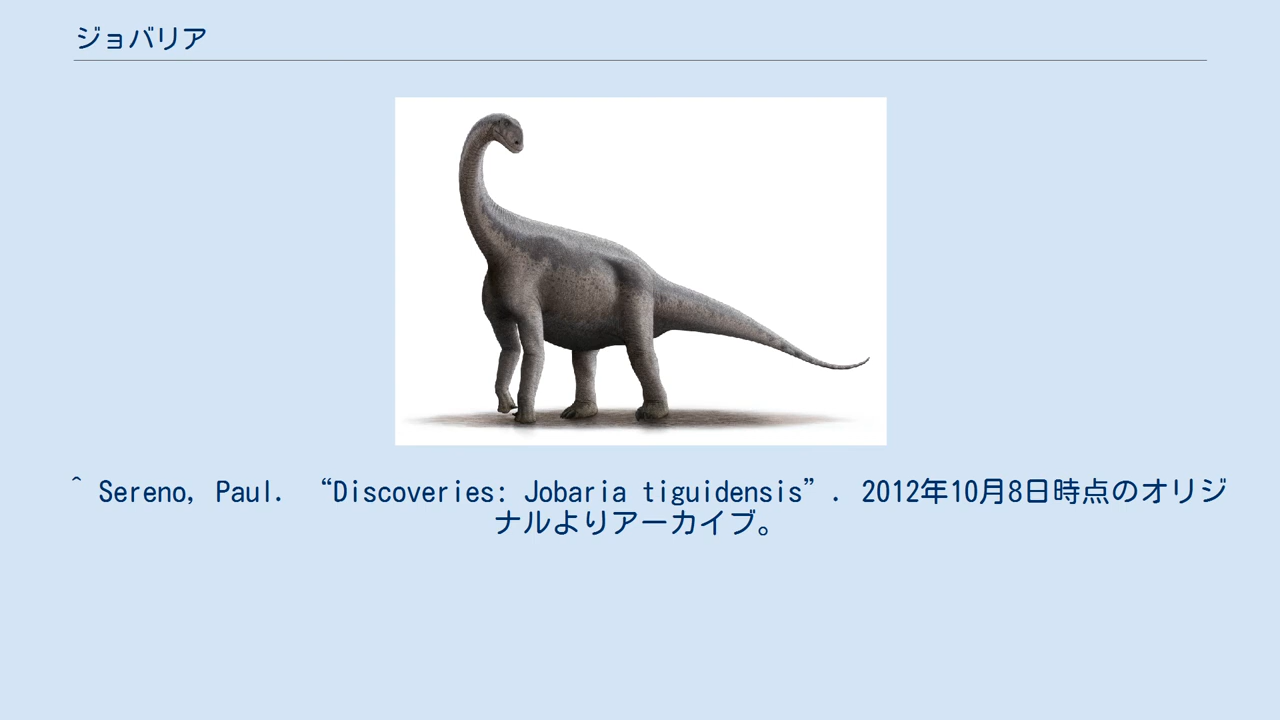 ジョバリア
^ Sereno, Paul. “Discoveries: Jobaria tiguidensis”. 2012年10月8日時点のオリジ
ナルよりアーカイブ。